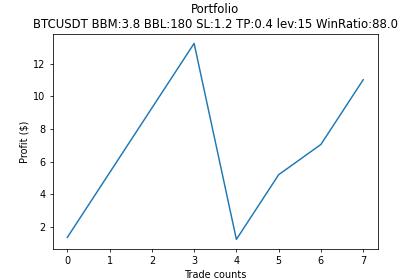 Portfolio
BTCUSDT BBM:3.8 BBL:180 SL:1.2 TP:0.4 lev:15 WinRatio:88.0
Profit ($)
12
10
8
6
4
2
0 1 2 3 4 5 6 7
Trade counts